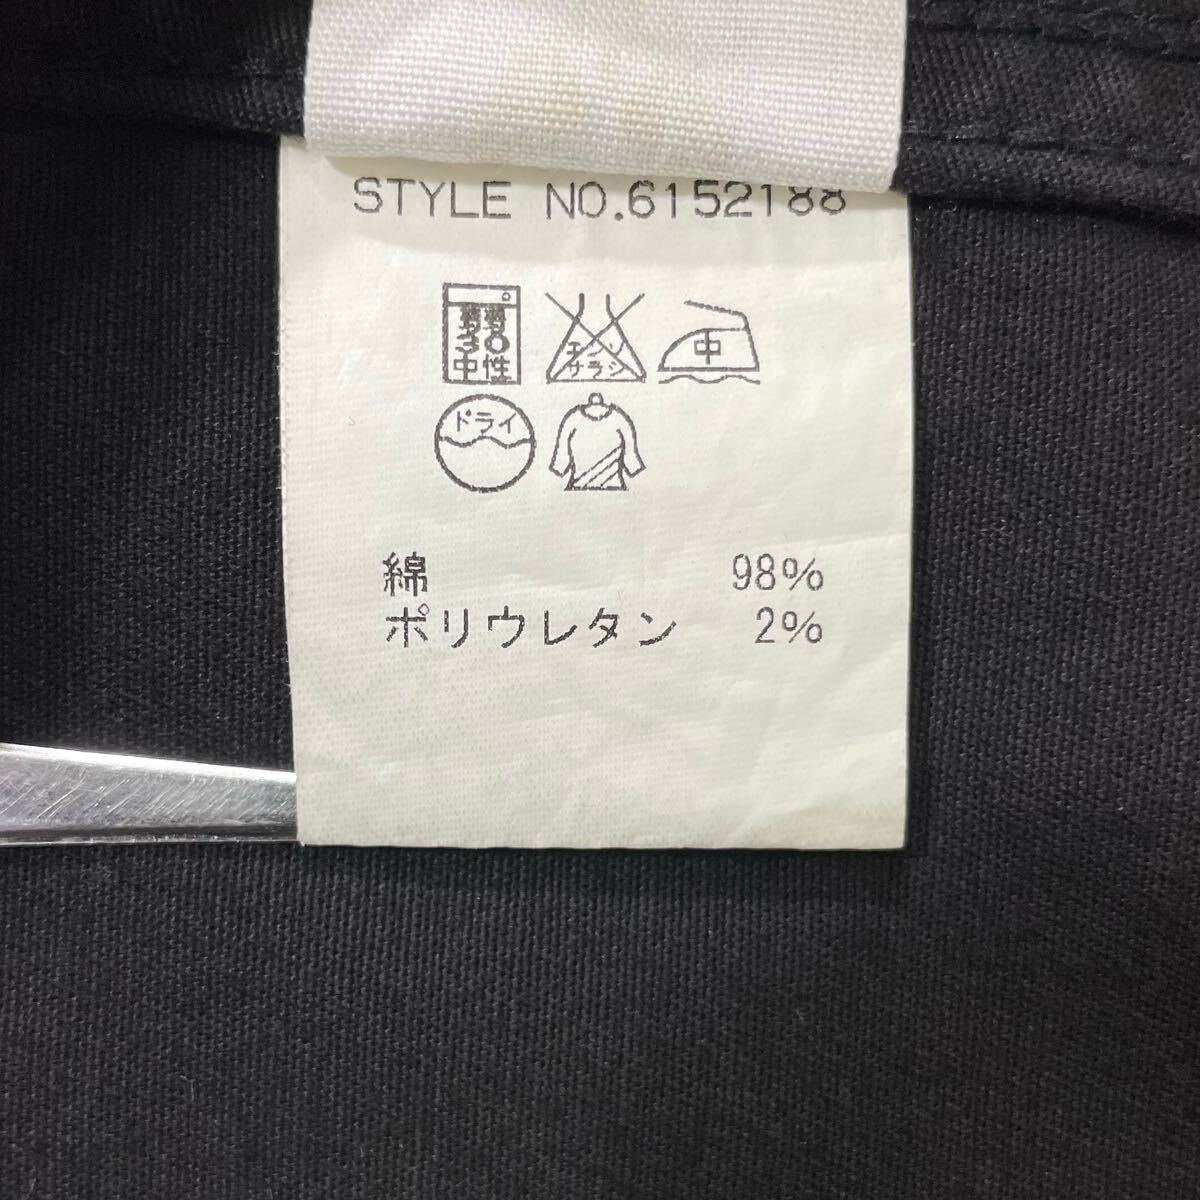 STYLE NO.6152188
30
中性
エンソ
サラシ
中
ドライ
綿 98%
ポリウレタン 2%